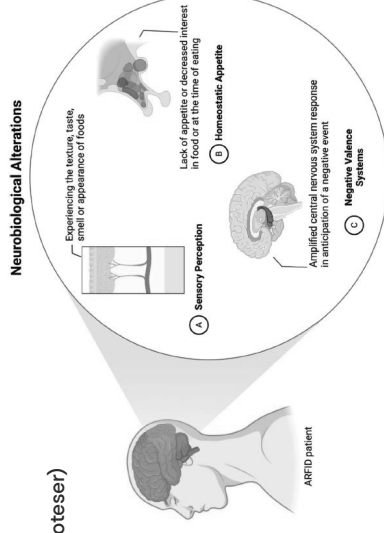 oteser)
Neurobiological Alterations
Experiencing the texture, taste,
smell or appearance of foods
A Sensory Perception
Lack of appetite or decreased interest
in food or at the time of eating
B Homeostatic Appetite
Amplified central nervous system response
in anticipation of a negative event
C Negative Valence
Systems
ARFID patient